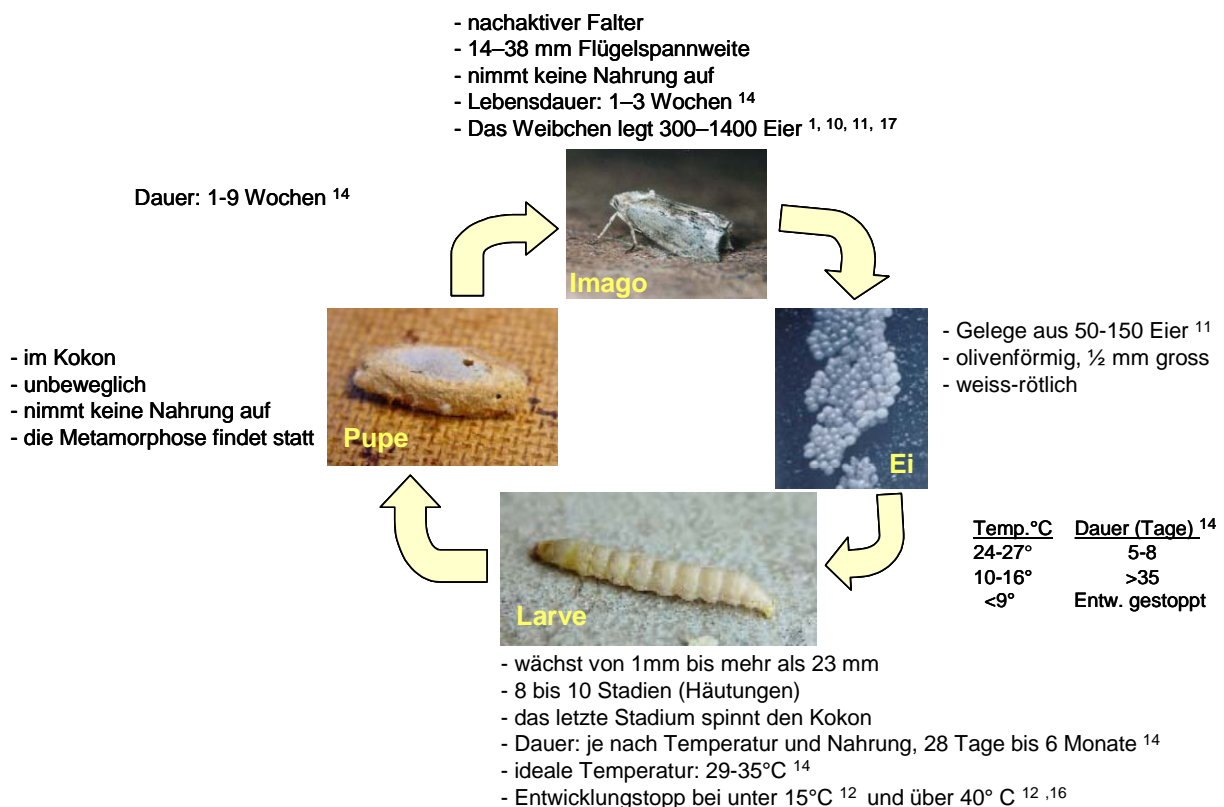 - nachaktiver Falter
- 14–38 mm Flügelspannweite
- nimmt keine Nahrung auf
- Lebensdauer: 1–3 Wochen 14
- Das Weibchen legt 300–1400 Eier 1, 10, 11, 17
Dauer: 1-9 Wochen 14
Imago
- im Kokon
- unbeweglich
- nimmt keine Nahrung auf
- die Metamorphose findet statt
Pupe
- Gelege aus 50-150 Eier 11
- olivenförmig, ½ mm gross
- weiss-rötlich
Ei
Temp.°C Dauer (Tage) 14
24-27° 5-8
10-16° >35
<9° Entw. gestoppt
Larve
- wächst von 1mm bis mehr als 23 mm
- 8 bis 10 Stadien (Häutungen)
- das letzte Stadium spinnt den Kokon
- Dauer: je nach Temperatur und Nahrung, 28 Tage bis 6 Monate 14
- ideale Temperatur: 29-35°C 14
- Entwicklungstopp bei unter 15°C 12 und über 40° C 12 ,16